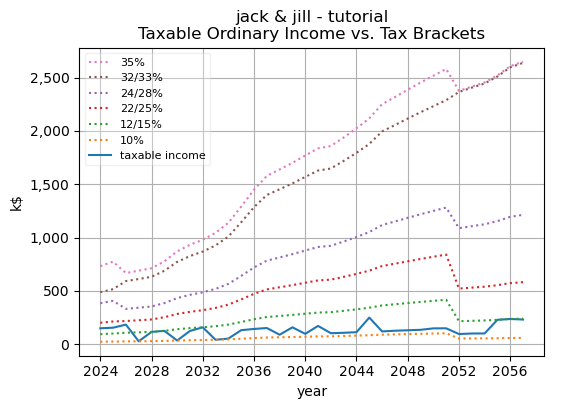 jack & jill - tutorial
Taxable Ordinary Income vs. Tax Brackets
35%
32/33%
24/28%
22/25%
12/15%
10%
taxable income
k$
2,500
2,000
1,500
1,000
500
0
2024 2028 2032 2036 2040 2044 2048 2052 2056
year